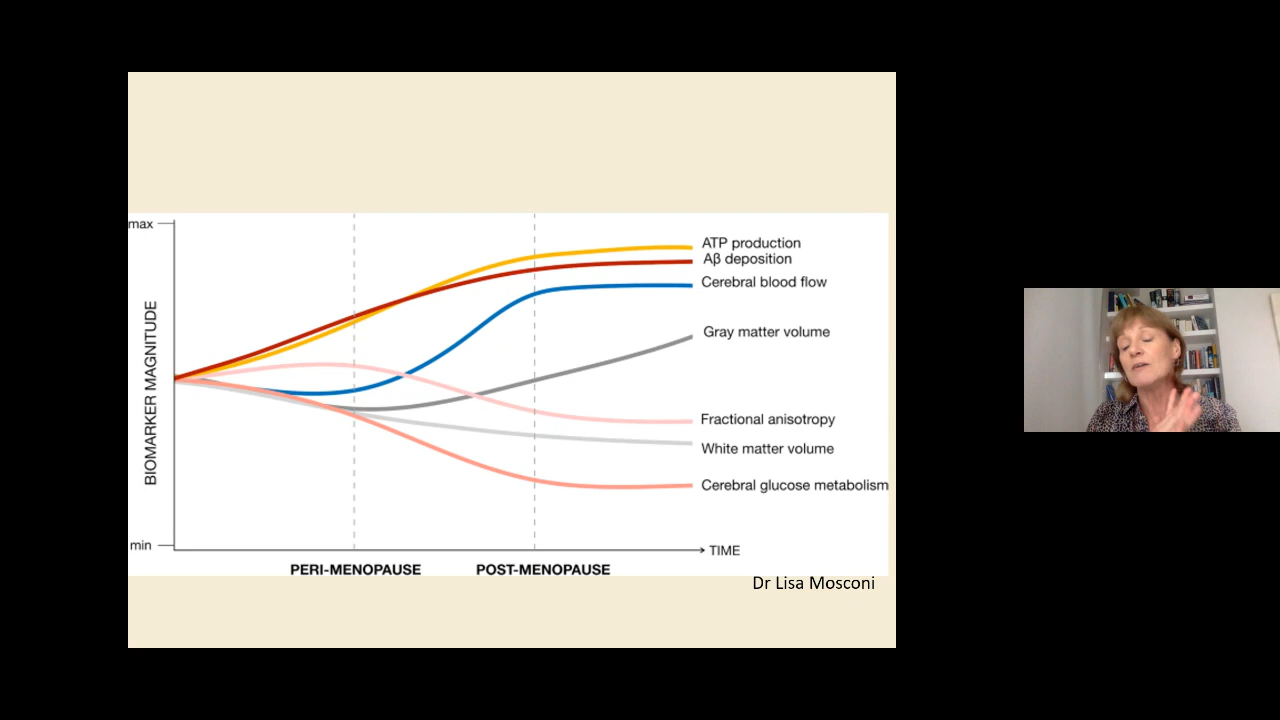 max
ATP production
Aβ deposition
Cerebral blood flow
Gray matter volume
BIOMARKER MAGNITUDE
Fractional anisotropy
White matter volume
Cerebral glucose metabolism
min
TIME
PERI-MENOPAUSE POST-MENOPAUSE
Dr Lisa Mosconi